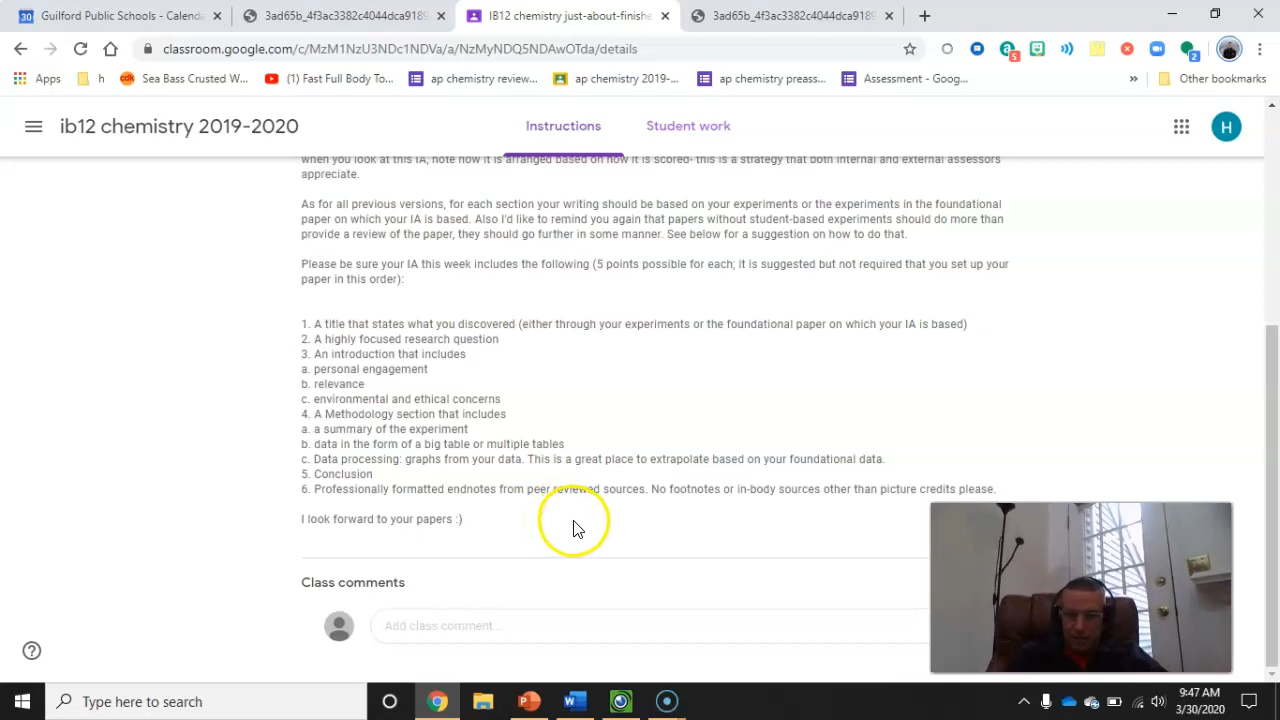 Guilford Public Schools - Calend
3ad65b_4f3ac3382c4044dca9189
IB12 chemistry just-about-finishe
3ad65b_4f3ac3382c4044dca9189
classroom.google.com/c/MzM1NzU3NDc1NDVa/a/NzMyNDQ5NDAwOTda/details
5
2
Apps
h
cdk
Sea Bass Crusted W...
(1) Fast Full Body To...
ap chemistry review...
ap chemistry 2019-...
ap chemistry preass...
Assessment - Goog...
»
Other bookmarks
ib12 chemistry 2019-2020
Instructions
Student work
H
when you look at this IA, note how it is arranged based on how it is scored- this is a strategy that both internal and external assessors
appreciate.
As for all previous versions, for each section your writing should be based on your experiments or the experiments in the foundational
paper on which your IA is based. Also I'd like to remind you again that papers without student-based experiments should do more than
provide a review of the paper, they should go further in some manner. See below for a suggestion on how to do that.
Please be sure your IA this week includes the following (5 points possible for each; it is suggested but not required that you set up your
paper in this order):
1. A title that states what you discovered (either through your experiments or the foundational paper on which your IA is based)
2. A highly focused research question
3. An introduction that includes
a. personal engagement
b. relevance
c. environmental and ethical concerns
4. A Methodology section that includes
a. a summary of the experiment
b. data in the form of a big table or multiple tables
c. Data processing: graphs from your data. This is a great place to extrapolate based on your foundational data.
5. Conclusion
6. Professionally formatted endnotes from peer reviewed sources. No footnotes or in-body sources other than picture credits please.
I look forward to your papers :)
Class comments
Add class comment...
Type here to search
9:47 AM
3/30/2020